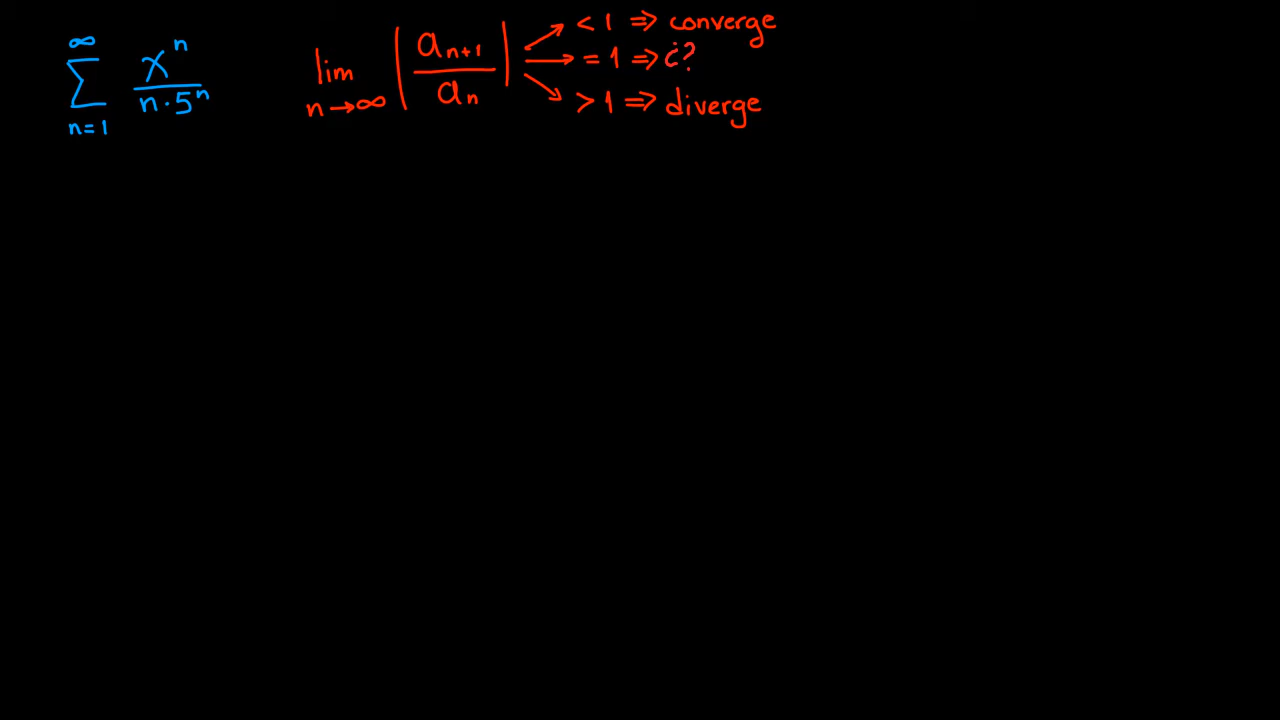 ∞
∑ xⁿ / n · 5ⁿ
n=1
lim | aₙ₊₁ / aₙ |
n→∞
< 1 ⇒ converge
= 1 ⇒ ¿?
> 1 ⇒ diverge